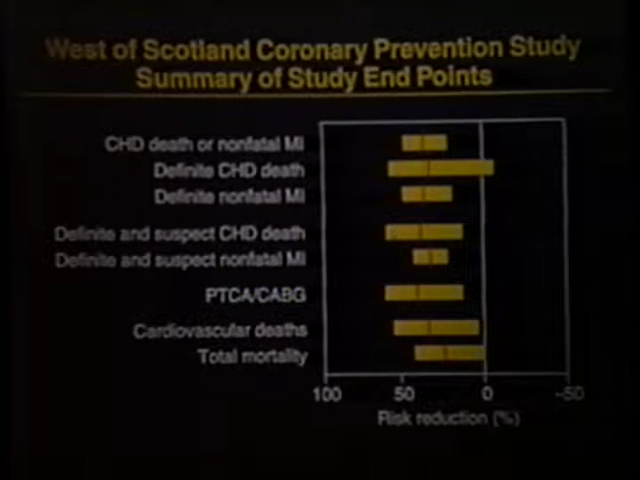 West of Scotland Coronary Prevention Study
Summary of Study End Points
CHD death or nonfatal MI
Definite CHD death
Definite nonfatal MI
Definite and suspect CHD death
Definite and suspect nonfatal MI
PTCA/CABG
Cardiovascular deaths
Total mortality
100 50 0 -50
Risk reduction (%)